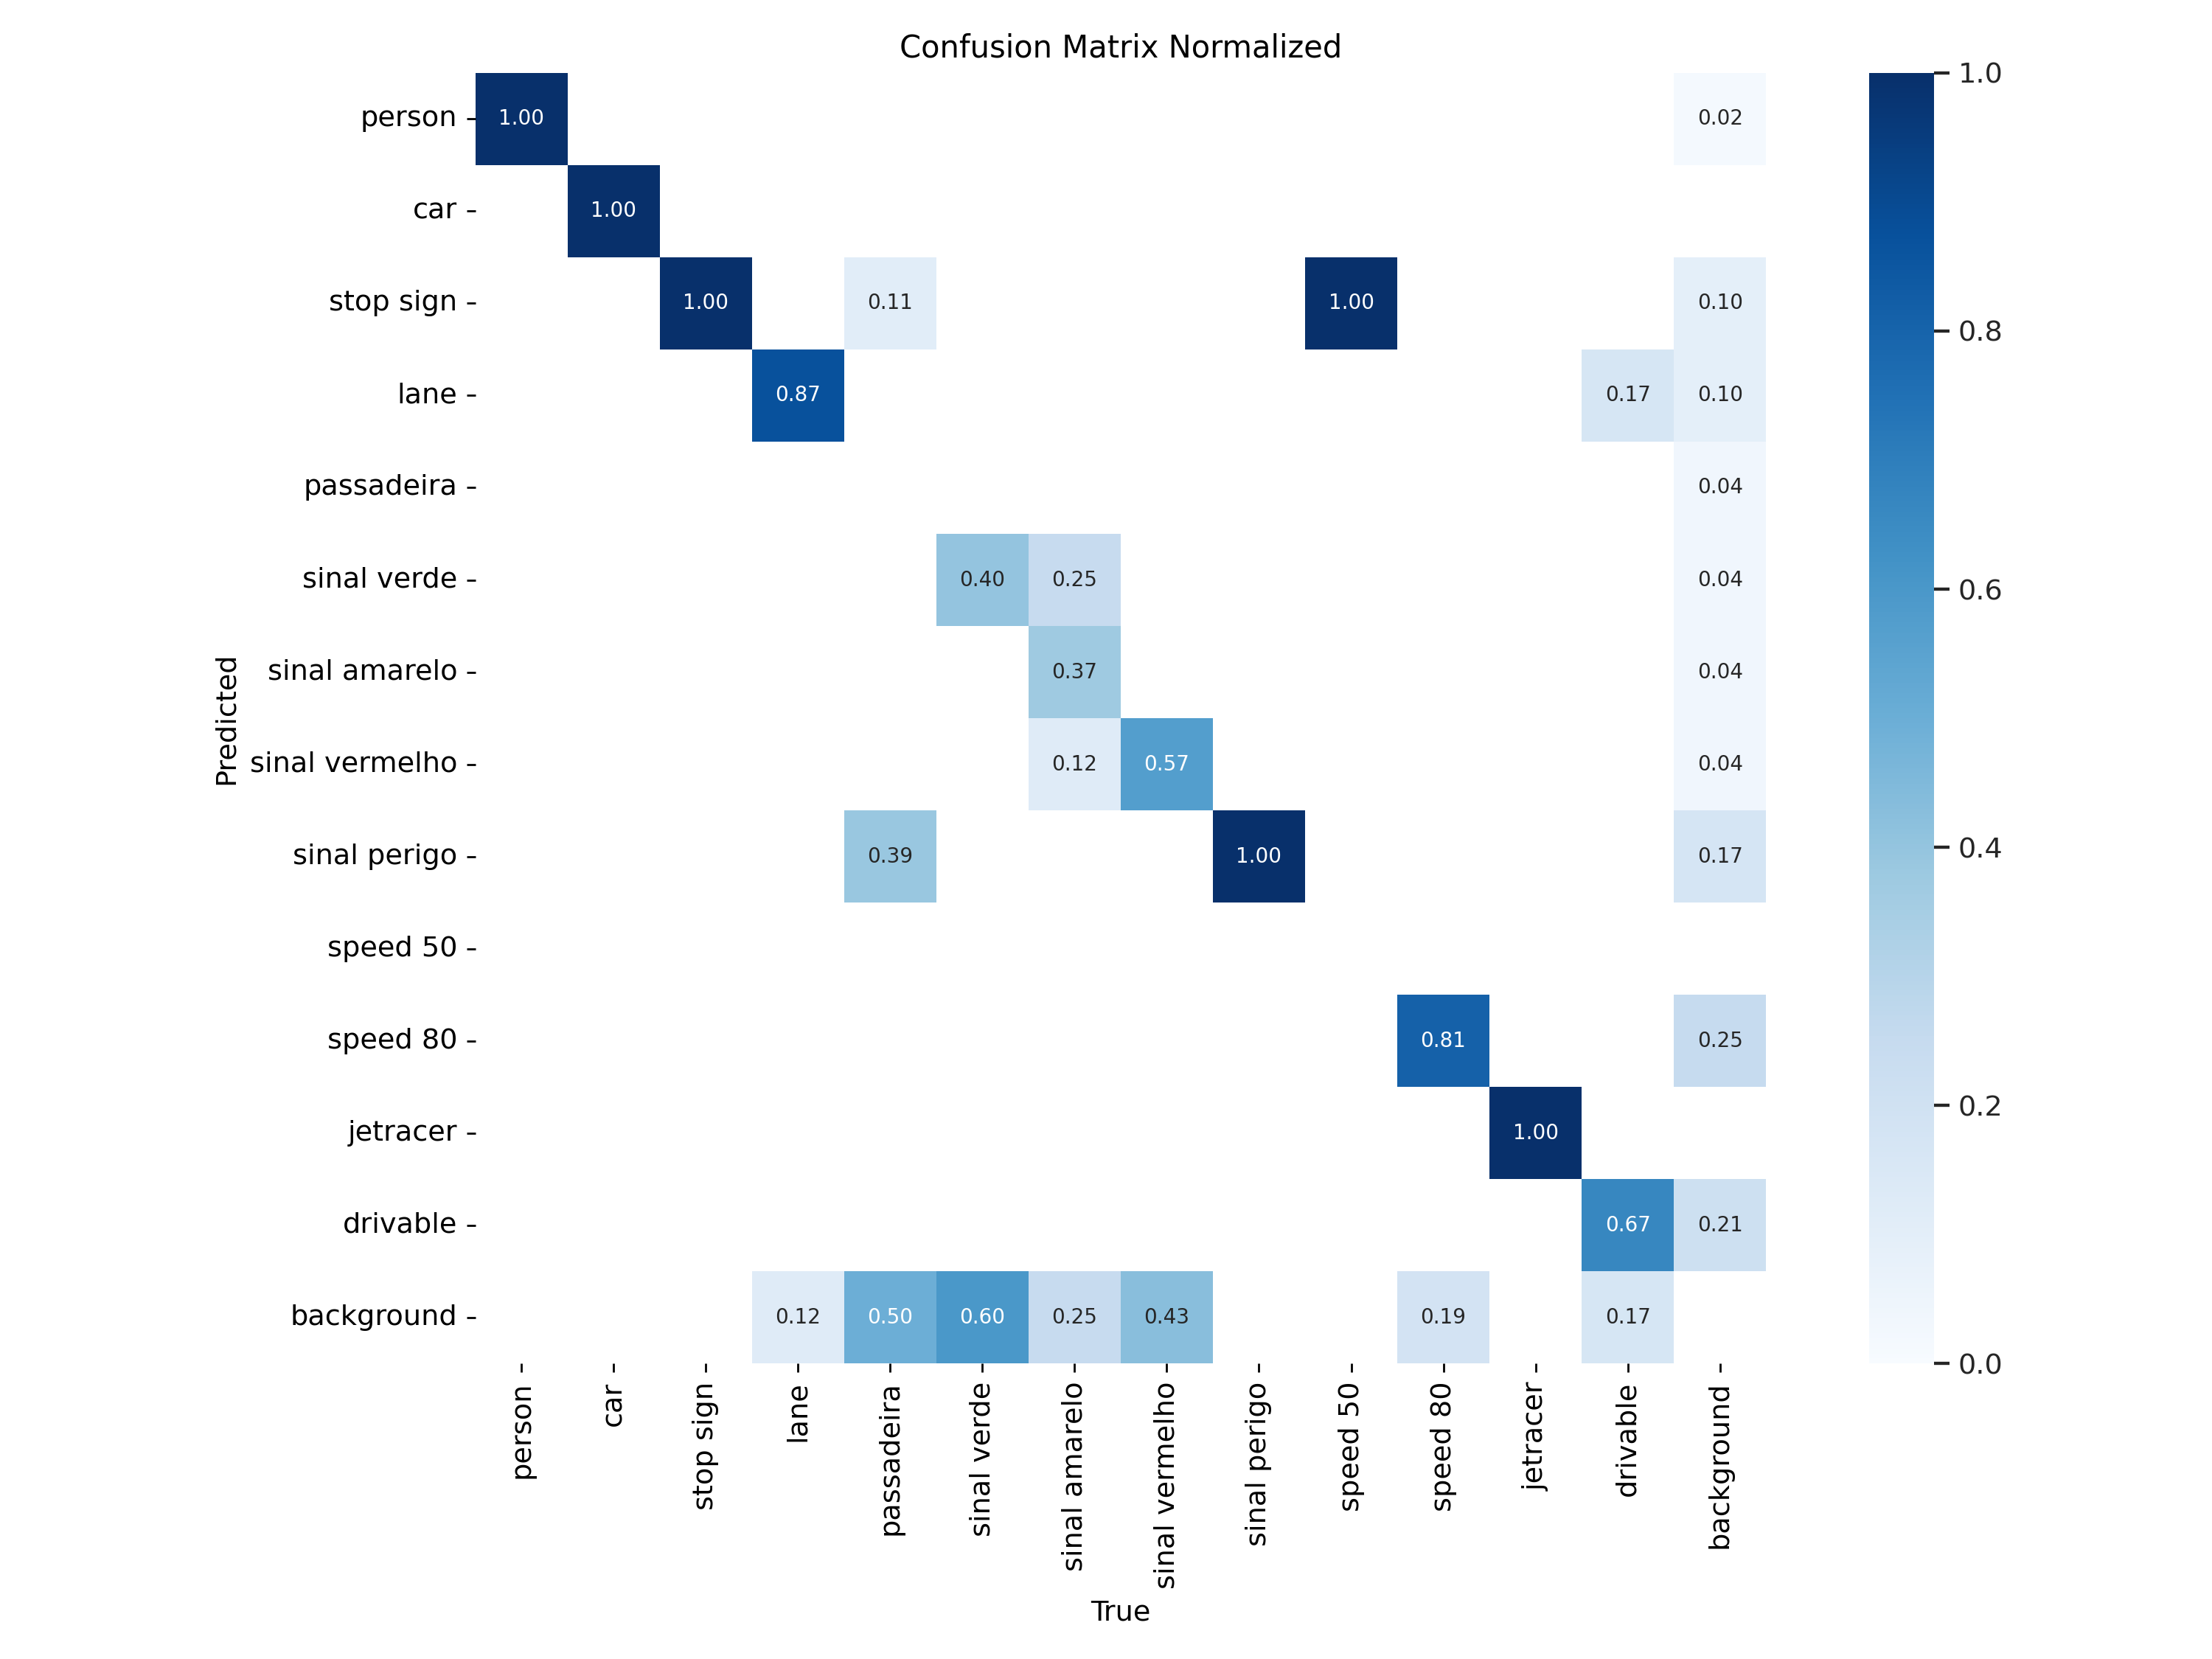 Confusion Matrix Normalized
person 1.00 0.02
car 1.00
stop sign 1.00 0.11 1.00 0.10
lane 0.87 0.17 0.10
passadeira 0.04
sinal verde 0.40 0.25 0.04
sinal amarelo 0.37 0.04
sinal vermelho 0.12 0.57 0.04
sinal perigo 0.39 1.00 0.17
speed 50
speed 80 0.81 0.25
jetracer 1.00
drivable 0.67 0.21
background 0.12 0.50 0.60 0.25 0.43 0.19 0.17
Predicted
person
car
stop sign
lane
passadeira
sinal verde
sinal amarelo
sinal vermelho
sinal perigo
speed 50
speed 80
jetracer
drivable
background
True
1.0
0.8
0.6
0.4
0.2
0.0